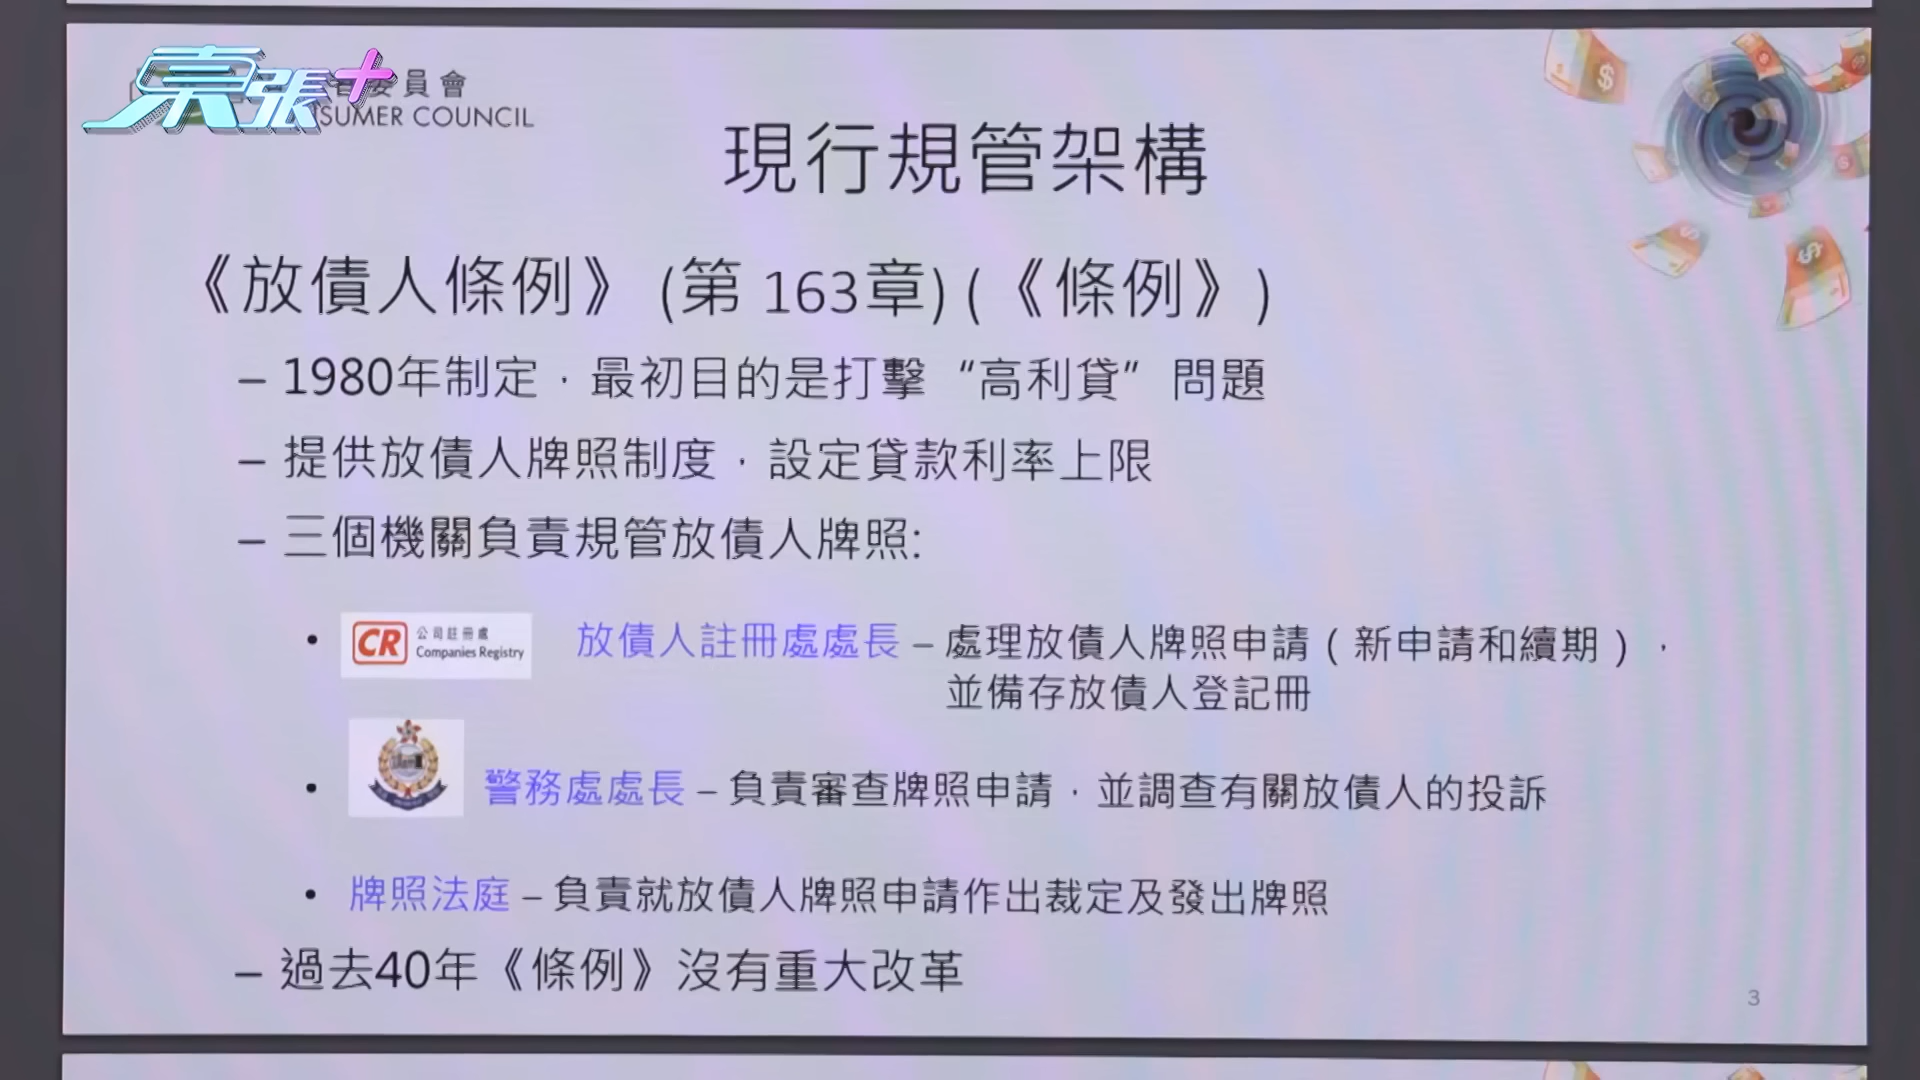 東張+
委員會
SUMER COUNCIL
現行規管架構
《放債人條例》 (第 163章) (《條例》)
– 1980年制定，最初目的是打擊 “高利貸” 問題
– 提供放債人牌照制度，設定貸款利率上限
– 三個機關負責規管放債人牌照:
• CR 公司註冊處
Companies Registry
放債人註冊處處長 – 處理放債人牌照申請（新申請和續期），
並備存放債人登記冊
• 警務處處長 – 負責審查牌照申請，並調查有關放債人的投訴
• 牌照法庭 – 負責就放債人牌照申請作出裁定及發出牌照
– 過去40年《條例》沒有重大改革
3